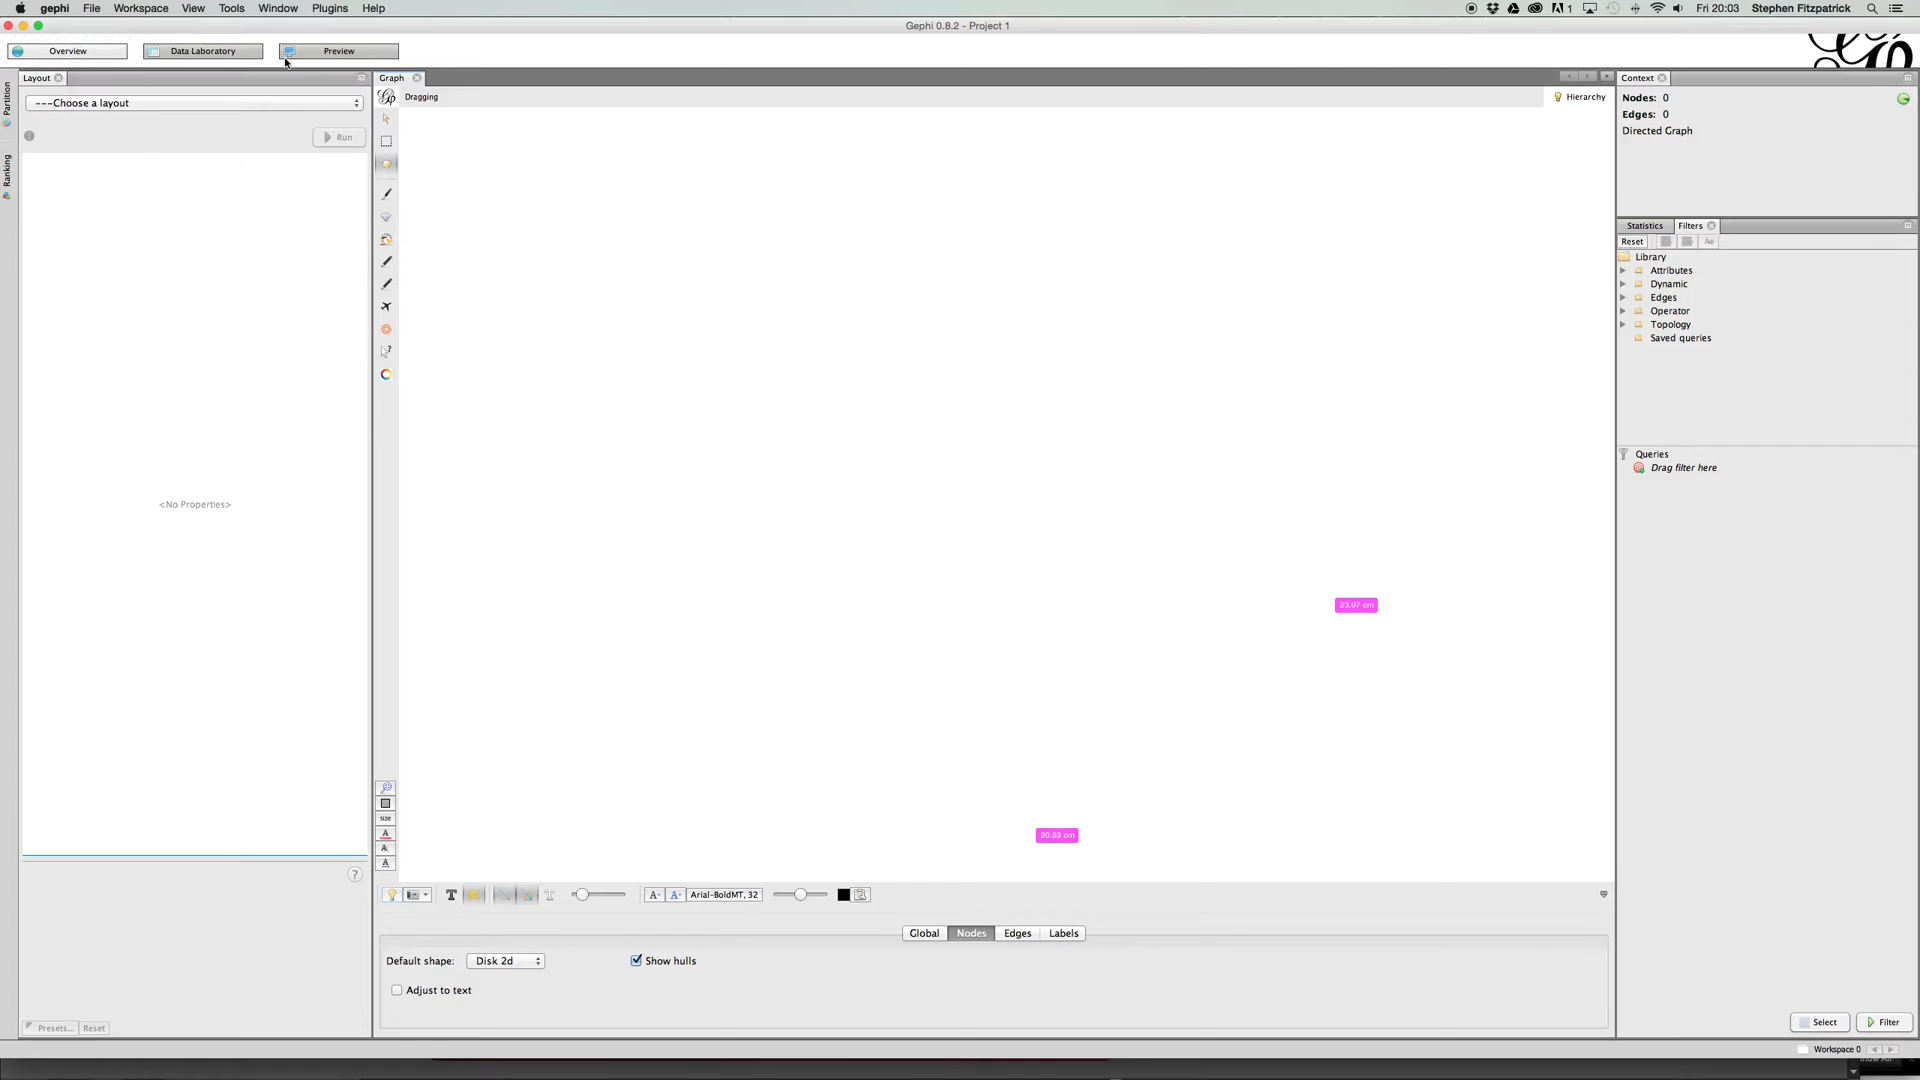 gephi File Workspace View Tools Window Plugins Help
1 Fri 20:03 Stephen Fitzpatrick
Gephi 0.8.2 - Project 1
Overview Data Laboratory Preview
Layout Graph Context
---Choose a layout Dragging Hierarchy
Nodes: 0
Edges: 0
Directed Graph
Run
Partition
Ranking
Statistics Filters
Reset
Library
Attributes
Dynamic
Edges
Operator
Topology
Saved queries
Queries
Drag filter here
<No Properties>
23.07 cm
20.53 cm
size
A
A
A
T T A- A- Arial-BoldMT, 32
Global Nodes Edges Labels
Default shape: Disk 2d Show hulls
Adjust to text
Presets... Reset
Select Filter
Workspace 0